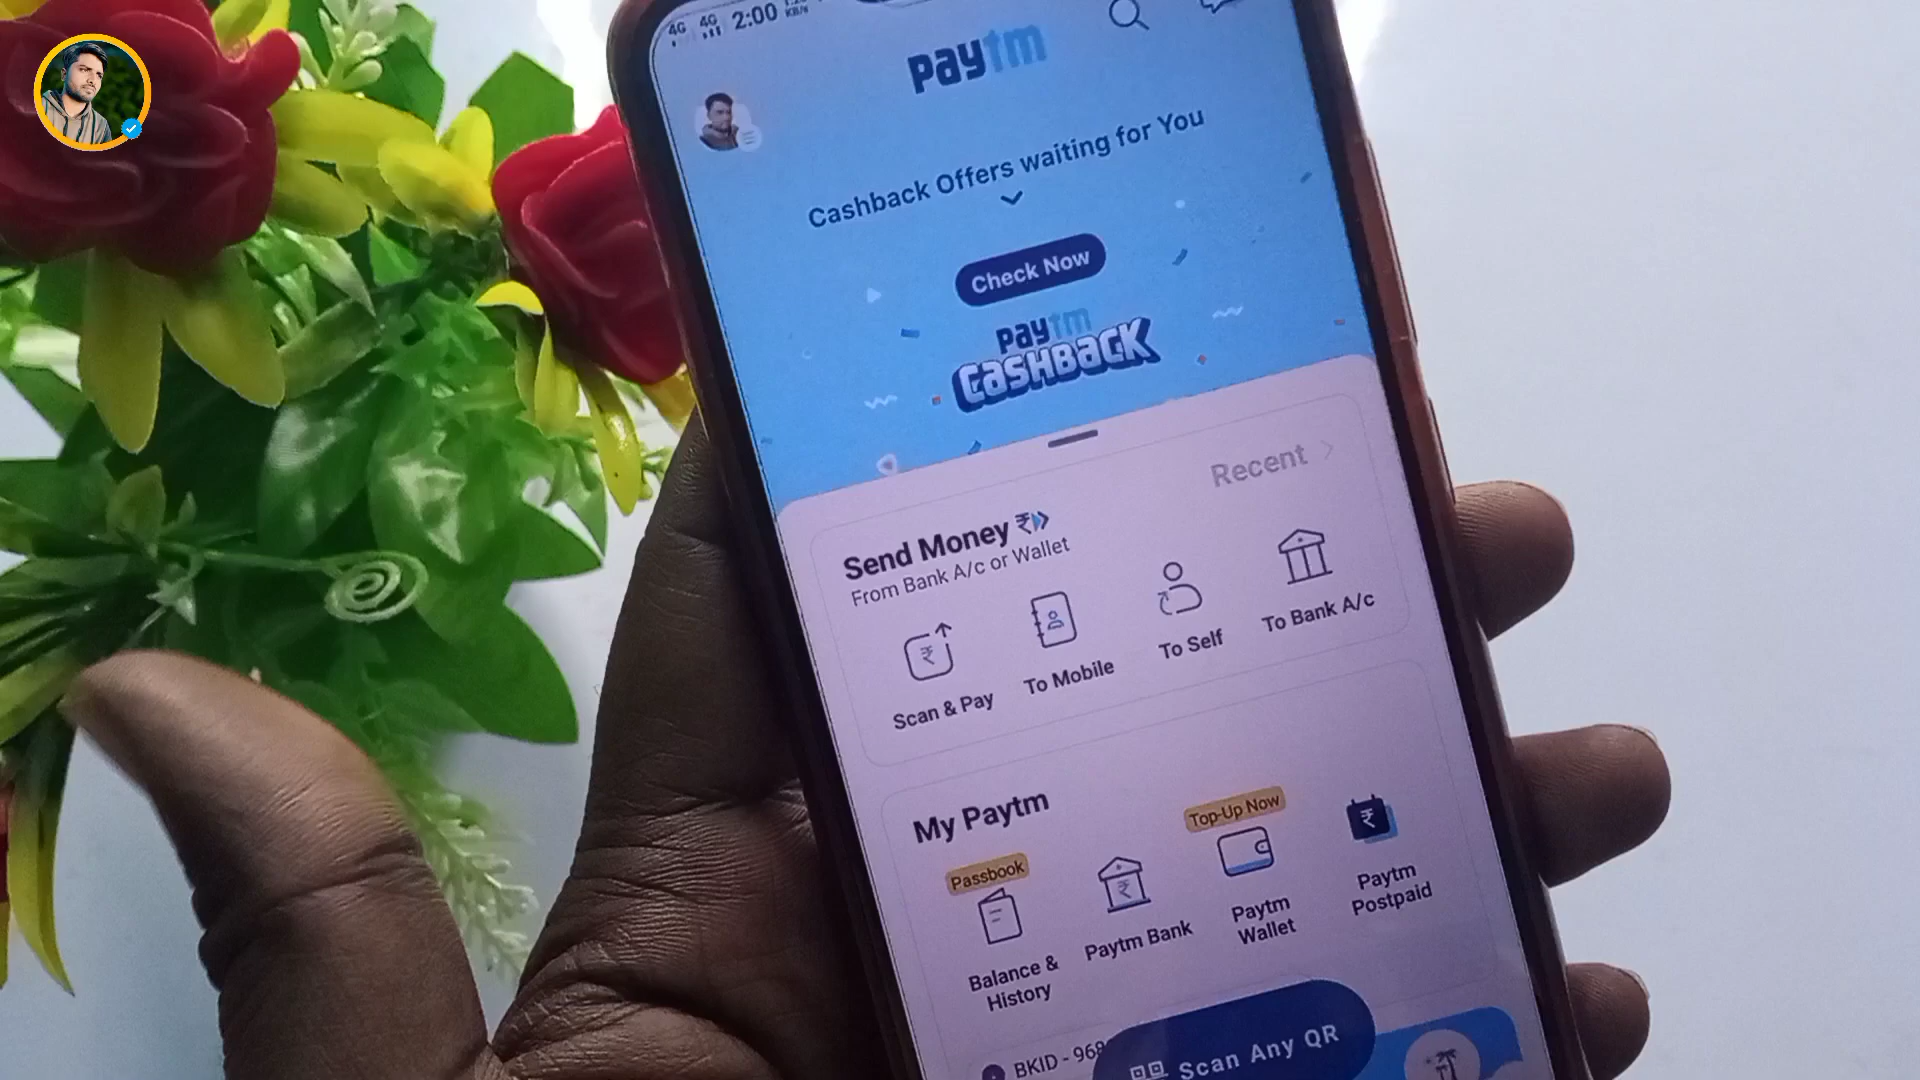 4G 4G 2:00 KB/s
paytm
Cashback Offers waiting for You
Check Now
paytm
CASHBACK
Recent
Send Money
From Bank A/c or Wallet
Scan & Pay
To Mobile
To Self
To Bank A/c
My Paytm
Passbook
Top-Up Now
Balance &
History
Paytm Bank
Paytm
Wallet
Paytm
Postpaid
BKID - 968
Scan Any QR